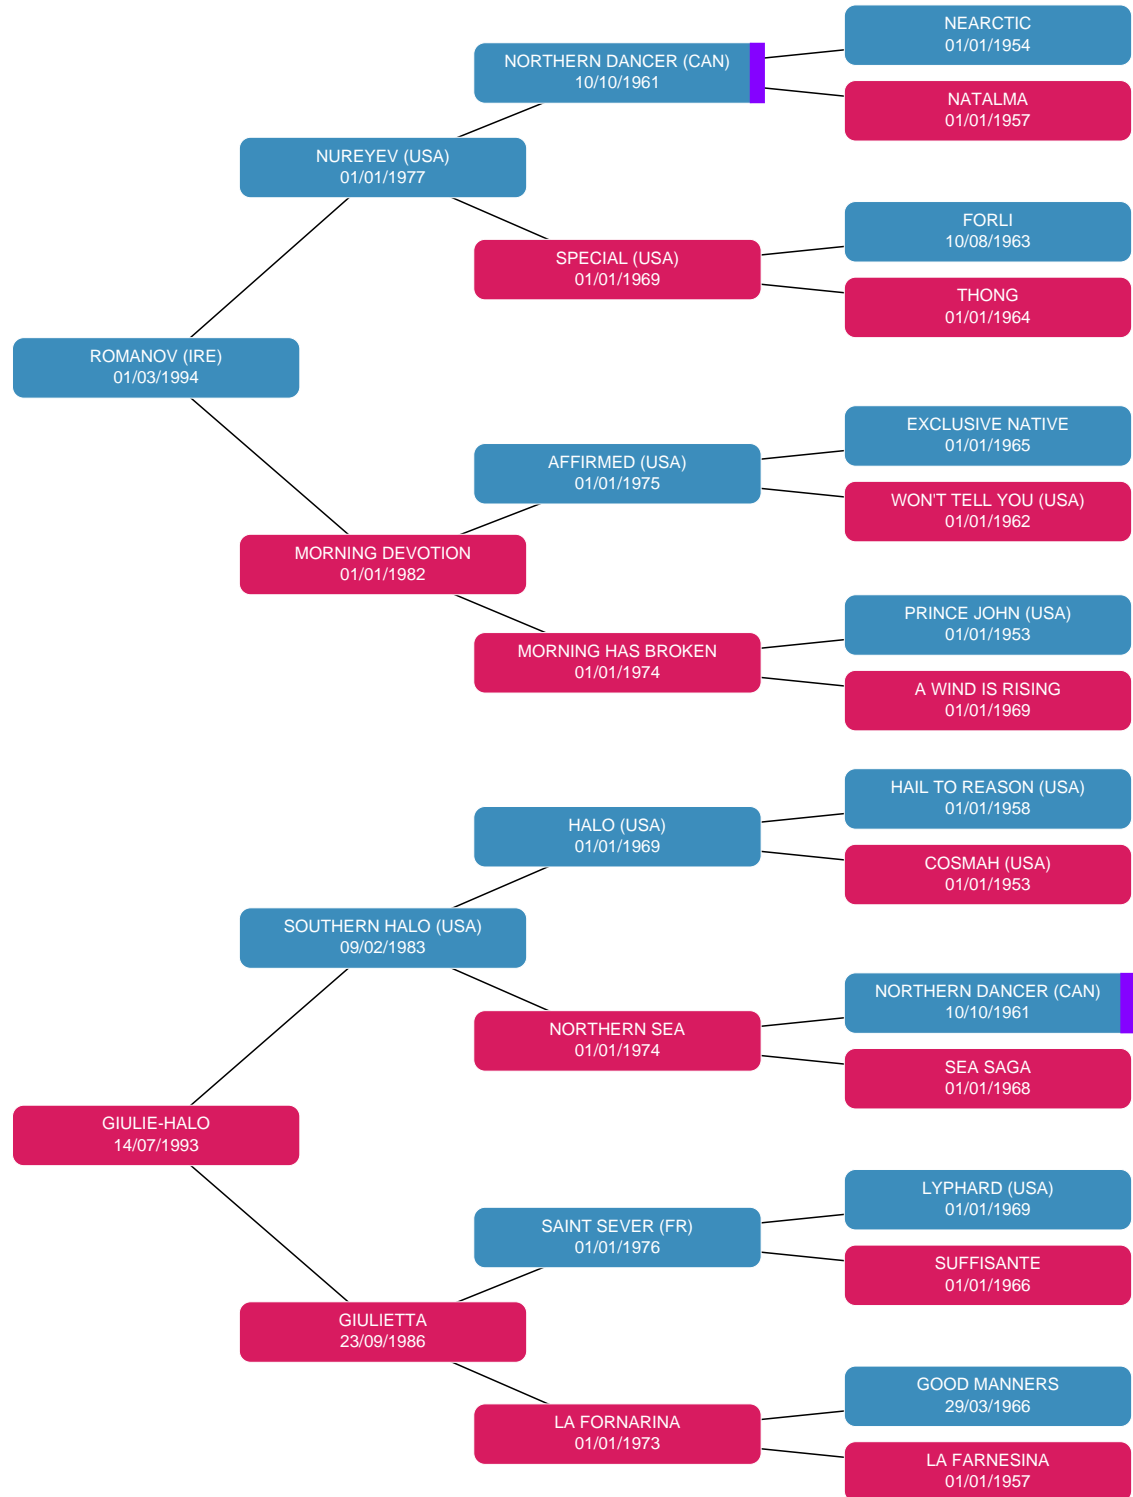 NEARCTIC
01/01/1954
NORTHERN DANCER (CAN)
10/10/1961
NATALMA
01/01/1957
NUREYEV (USA)
01/01/1977
FORLI
10/08/1963
SPECIAL (USA)
01/01/1969
THONG
01/01/1964
ROMANOV (IRE)
01/03/1994
EXCLUSIVE NATIVE
01/01/1965
AFFIRMED (USA)
01/01/1975
WON'T TELL YOU (USA)
01/01/1962
MORNING DEVOTION
01/01/1982
PRINCE JOHN (USA)
01/01/1953
MORNING HAS BROKEN
01/01/1974
A WIND IS RISING
01/01/1969
HAIL TO REASON (USA)
01/01/1958
HALO (USA)
01/01/1969
COSMAH (USA)
01/01/1953
SOUTHERN HALO (USA)
09/02/1983
NORTHERN DANCER (CAN)
10/10/1961
NORTHERN SEA
01/01/1974
SEA SAGA
01/01/1968
GIULIE-HALO
14/07/1993
LYPHARD (USA)
01/01/1969
SAINT SEVER (FR)
01/01/1976
SUFFISANTE
01/01/1966
GIULIETTA
23/09/1986
GOOD MANNERS
29/03/1966
LA FORNARINA
01/01/1973
LA FARNESINA
01/01/1957